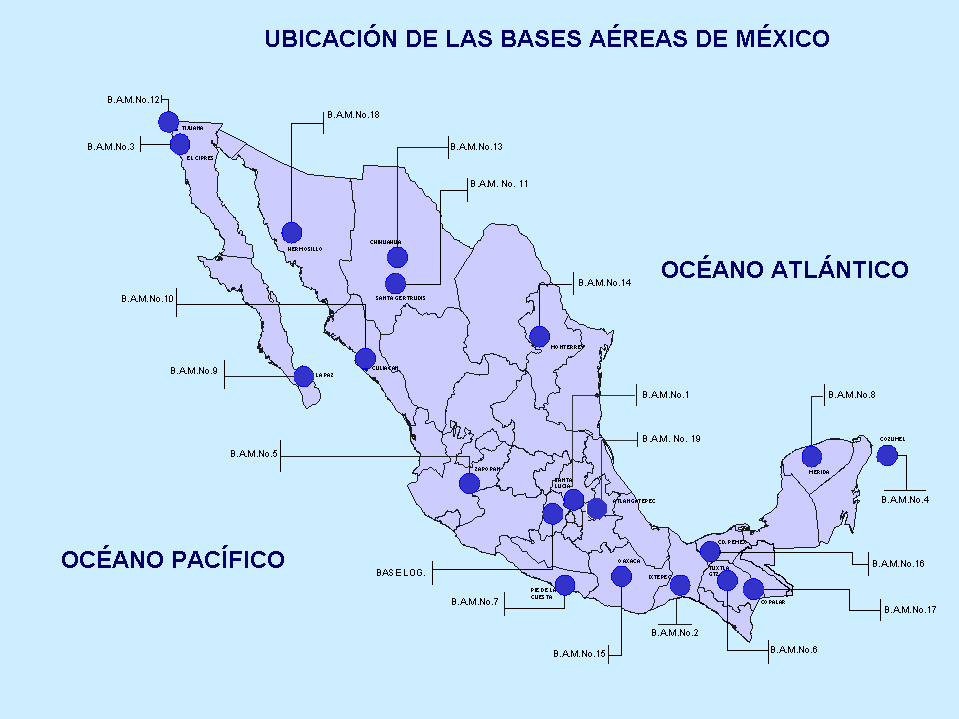 UBICACIÓN DE LAS BASES AÉREAS DE MÉXICO
B.A.M.No.12
TIJUANA
B.A.M.No.18
B.A.M.No.3
EL CIPRES
B.A.M.No.13
B.A.M. No. 11
HERMOSILLO
CHIHUAHUA
OCÉANO ATLÁNTICO
SANTA GERTRUDIS
B.A.M.No.14
B.A.M.No.10
MONTERREY
CULIACAN
B.A.M.No.9
LA PAZ
B.A.M.No.1
B.A.M.No.8
B.A.M. No. 19
COZUMEL
B.A.M.No.5
ZAPOPAN
MERIDA
SANTA
LUCIA
B.A.M.No.4
ATLANGATEPEC
OCÉANO PACÍFICO
CD. PEMEX
B.A.M.No.16
BASE LOG.
OAXACA
IXTEPEC
TUXTLA
GTZ.
PIE DE LA
CUESTA
B.A.M.No.7
COPALAR
B.A.M.No.17
B.A.M.No.2
B.A.M.No.15
B.A.M.No.6